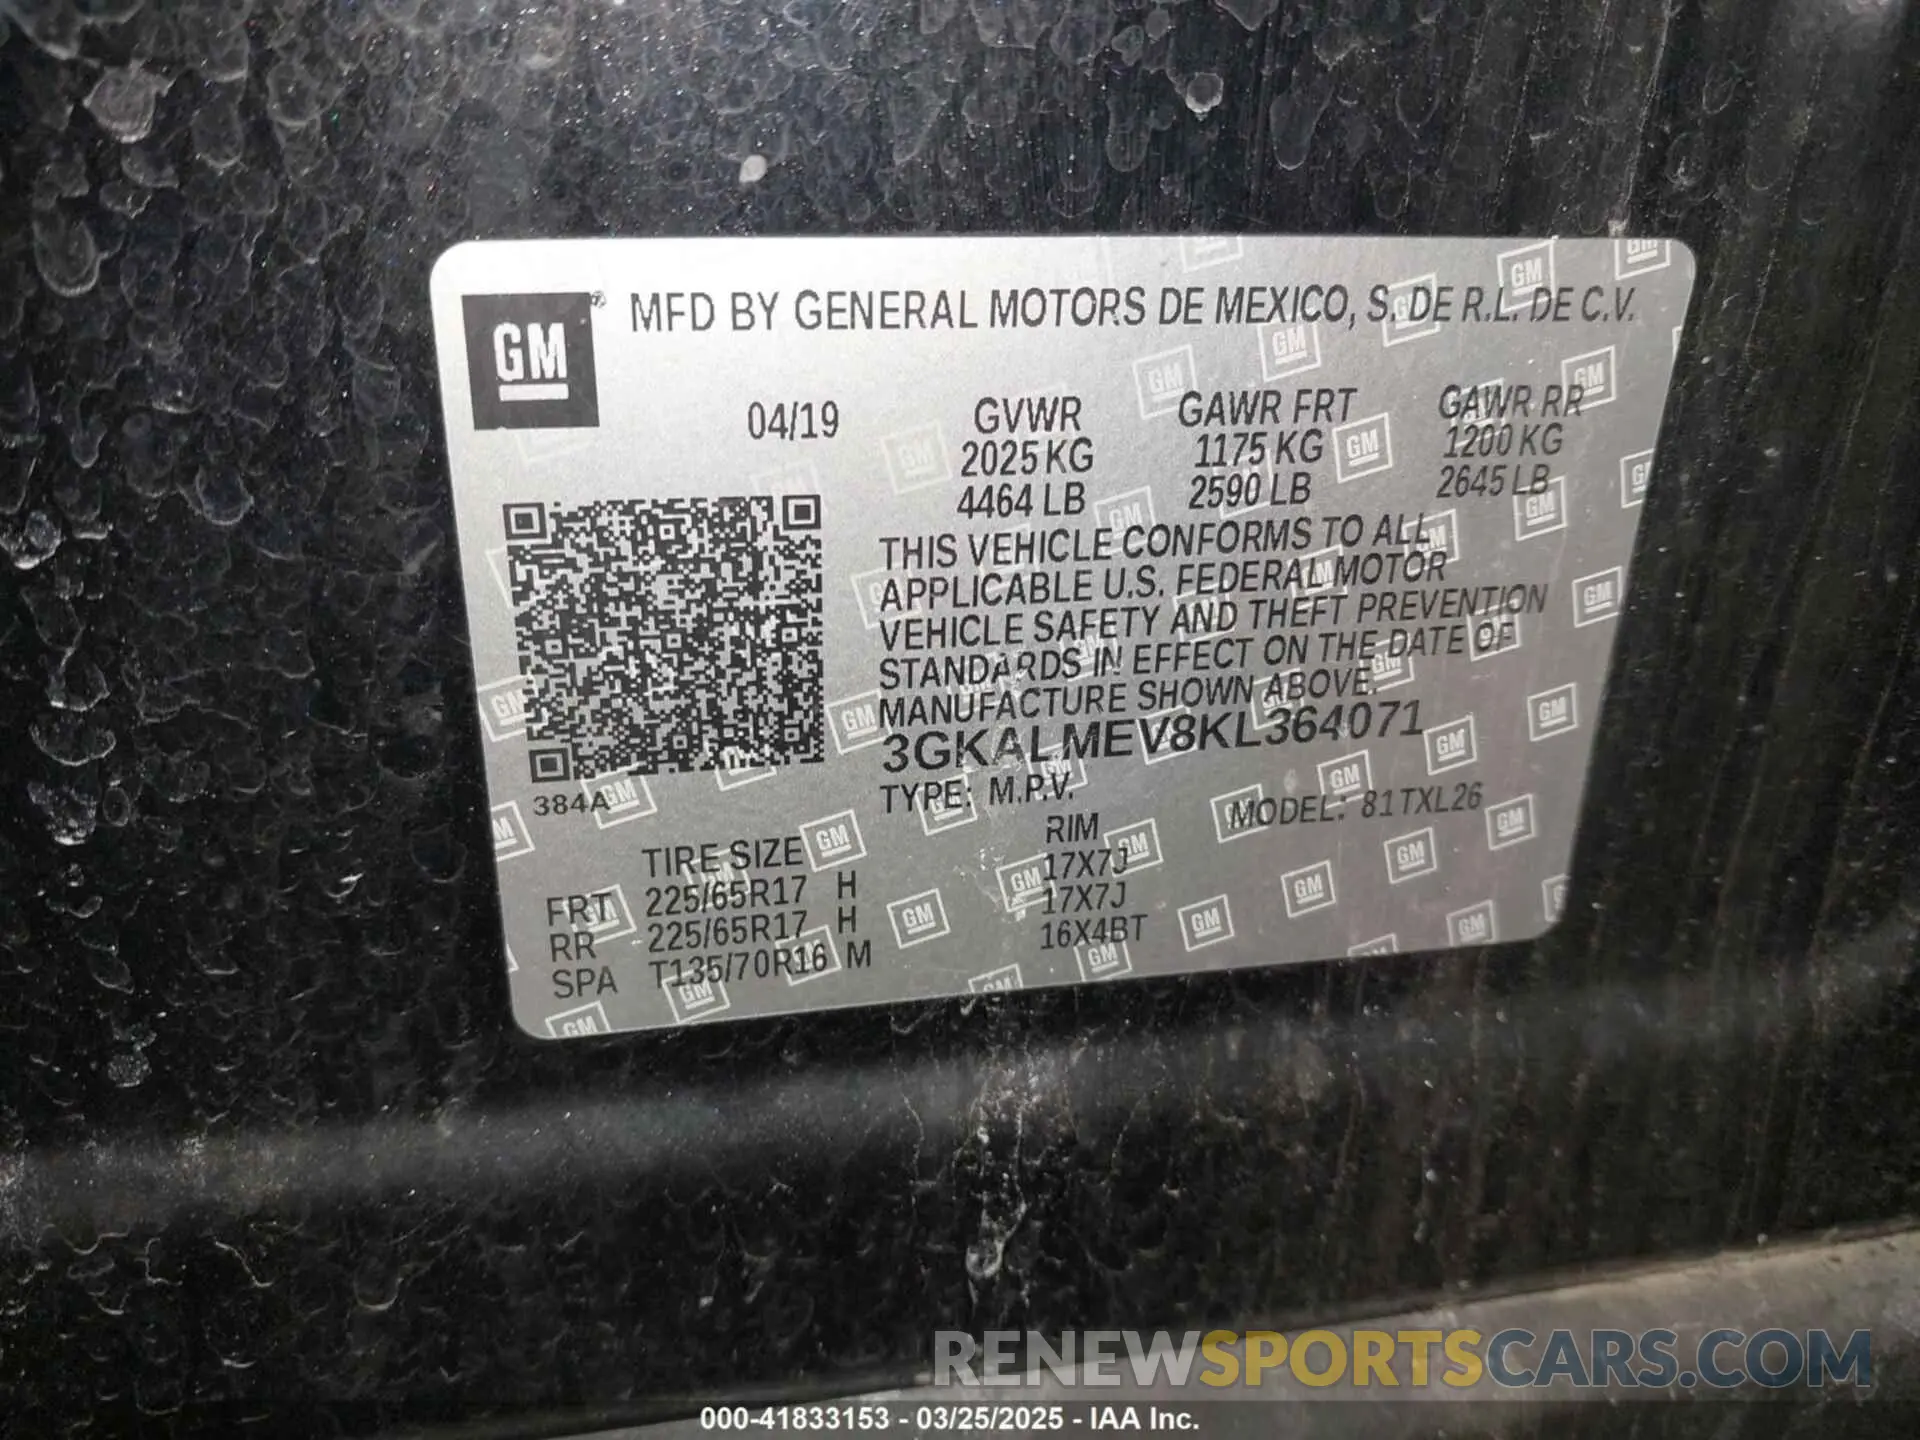 GM® MFD BY GENERAL MOTORS DE MEXICO, S. DE R.L. DE C.V.
04/19 GVWR GAWR FRT GAWR RR
2025 KG 1175 KG 1200 KG
4464 LB 2590 LB 2645 LB
THIS VEHICLE CONFORMS TO ALL
APPLICABLE U.S. FEDERAL MOTOR
VEHICLE SAFETY AND THEFT PREVENTION
STANDARDS IN EFFECT ON THE DATE OF
MANUFACTURE SHOWN ABOVE.
3GKALMEV8KL364071
384A TYPE: M.P.V. MODEL: 81TXL26
TIRE SIZE RIM
FRT 225/65R17 H 17X7J
RR 225/65R17 H 17X7J
SPA T135/70R16 M 16X4BT
RENEWSPORTSCARS.COM
000-41833153 - 03/25/2025 - IAA Inc.